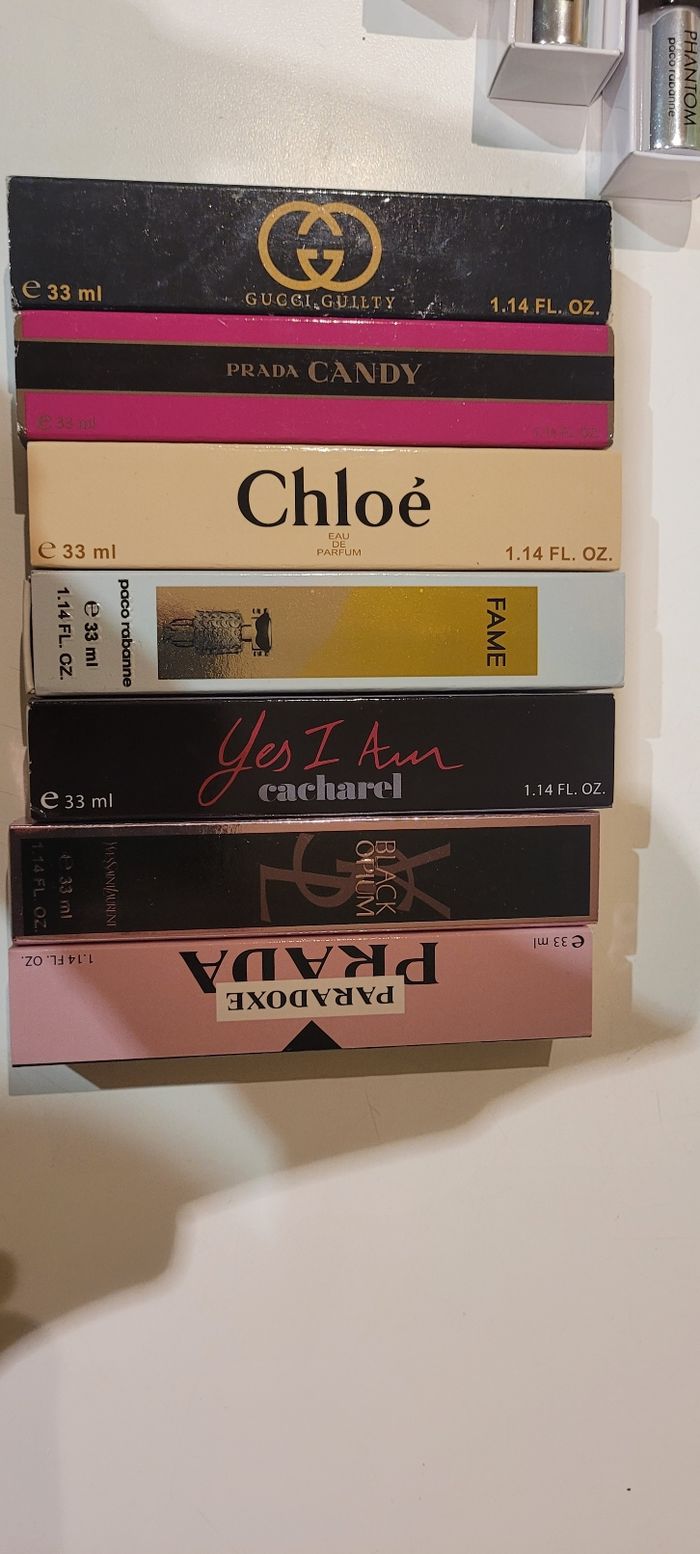 PHANTOM
paco rabanne
GUCCI GUILTY
e 33 ml
1.14 FL. OZ.
PRADA CANDY
e 33 ml
1.14 FL. OZ.
Chloé
EAU
DE
PARFUM
e 33 ml
1.14 FL. OZ.
paco rabanne
e 33 ml
1.14 FL. OZ.
FAME
Yes I Am
cacharel
e 33 ml
1.14 FL. OZ.
YVESSAINTLAURENT
e 33 ml
1.14 FL. OZ.
YSL
BLACK
OPIUM
e 33 ml
1.14 FL. OZ.
PRADA
PARADOXE